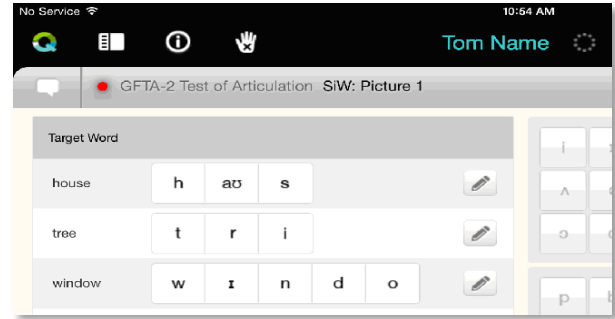 No Service 10:54 AM
Tom Name
GFTA-2 Test of Articulation SiW: Picture 1
Target Word
house h aʊ s
i
ʌ
tree t r i
ɔ
window w ɪ n d o
p